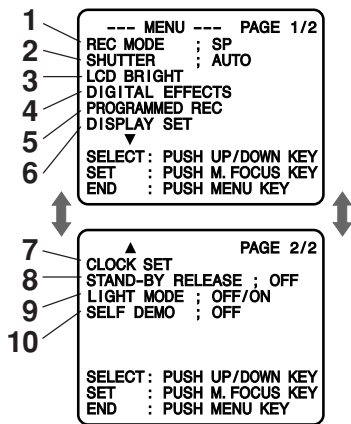 --- MENU --- PAGE 1/2
1 REC MODE ; SP
2 SHUTTER ; AUTO
3 LCD BRIGHT
4 DIGITAL EFFECTS
5 PROGRAMMED REC
6 DISPLAY SET
▼
SELECT : PUSH UP/DOWN KEY
SET : PUSH M.FOCUS KEY
END : PUSH MENU KEY
▲ PAGE 2/2
7 CLOCK SET
8 STAND-BY RELEASE ; OFF
9 LIGHT MODE ; OFF/ON
10 SELF DEMO ; OFF
SELECT : PUSH UP/DOWN KEY
SET : PUSH M.FOCUS KEY
END : PUSH MENU KEY